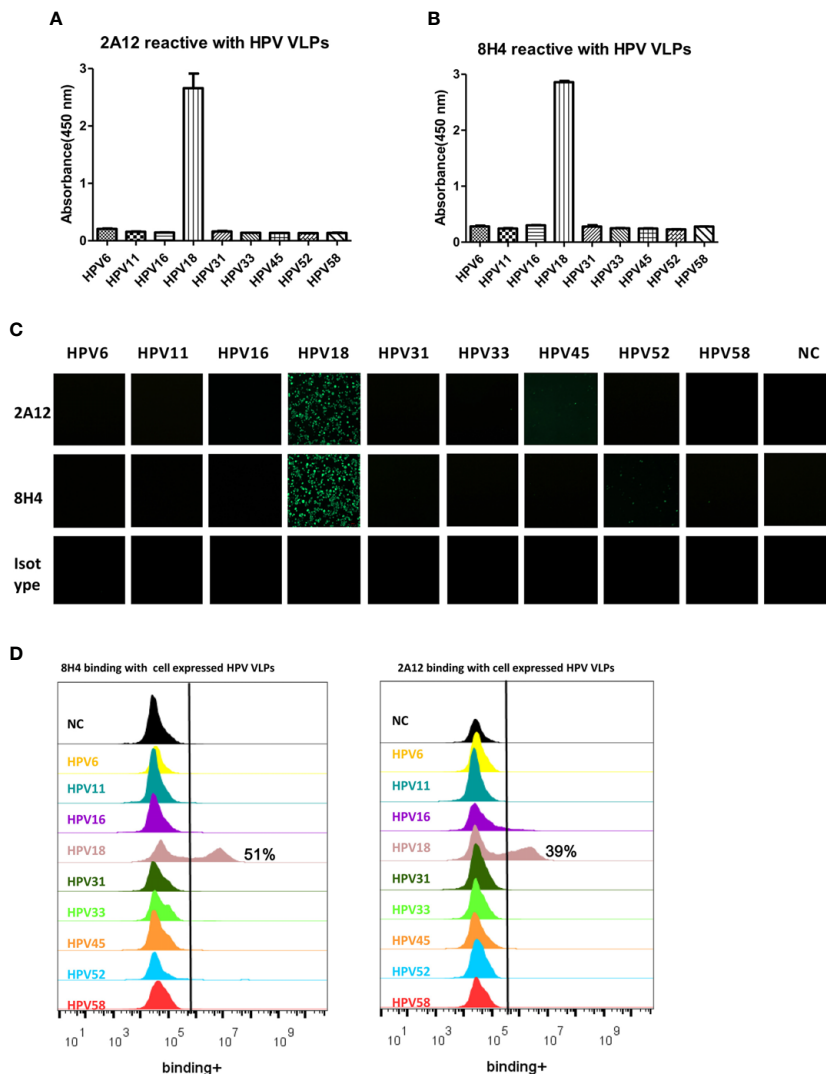 A
2A12 reactive with HPV VLPs
Absorbance(450 nm)
3
2
1
0
HPV6
HPV11
HPV16
HPV18
HPV31
HPV33
HPV45
HPV52
HPV58
B
8H4 reactive with HPV VLPs
Absorbance(450 nm)
3
2
1
0
HPV6
HPV11
HPV16
HPV18
HPV31
HPV33
HPV45
HPV52
HPV58
C
HPV6 HPV11 HPV16 HPV18 HPV31 HPV33 HPV45 HPV52 HPV58 NC
2A12
8H4
Isot
ype
D
8H4 binding with cell expressed HPV VLPs
NC
HPV6
HPV11
HPV16
HPV18 51%
HPV31
HPV33
HPV45
HPV52
HPV58
10¹ 10³ 10⁵ 10⁷ 10⁹
binding+
2A12 binding with cell expressed HPV VLPs
NC
HPV6
HPV11
HPV16
HPV18 39%
HPV31
HPV33
HPV45
HPV52
HPV58
10¹ 10³ 10⁵ 10⁷ 10⁹
binding+